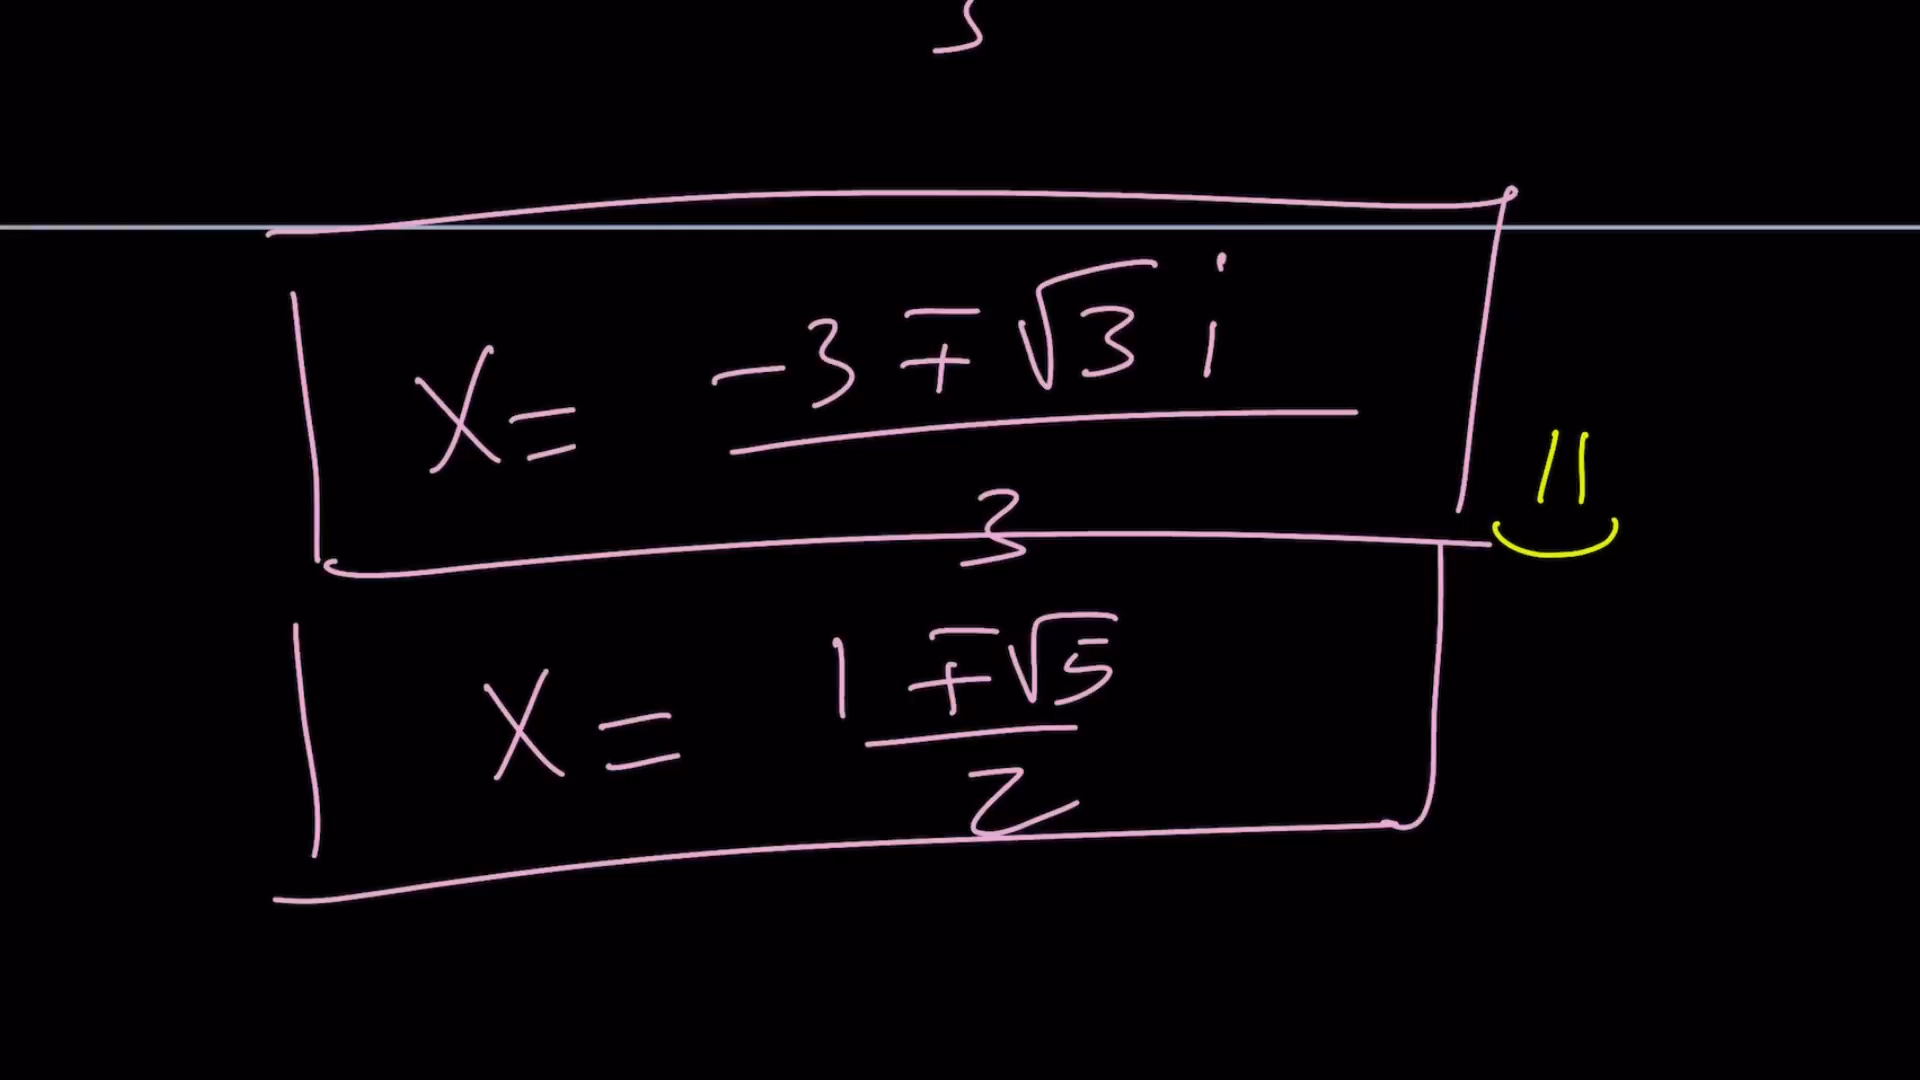 x = (-3 ∓ √3 i) / 3
x = (1 ∓ √5) / 2